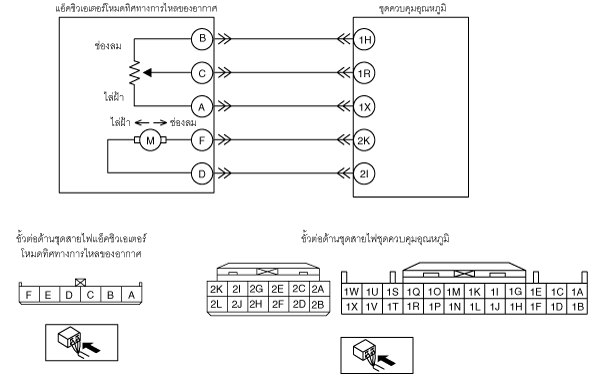 แอ็คชิวเอเตอร์โหมดทิศทางการไหลของอากาศ
ชุดควบคุมอุณหภูมิ
B
1H
ช่องลม
C
1R
ไล่ฝ้า
A
1X
ไล่ฝ้า
ช่องลม
M
F
2K
D
2I
ขั้วต่อด้านชุดสายไฟแอ็คชิวเอเตอร์
โหมดทิศทางการไหลของอากาศ
ขั้วต่อด้านชุดสายไฟชุดควบคุมอุณหภูมิ
F E D C B A
2K 2I 2G 2E 2C 2A
2L 2J 2H 2F 2D 2B
1W 1U 1S 1Q 1O 1M 1K 1I 1G 1E 1C 1A
1X 1V 1T 1R 1P 1N 1L 1J 1H 1F 1D 1B